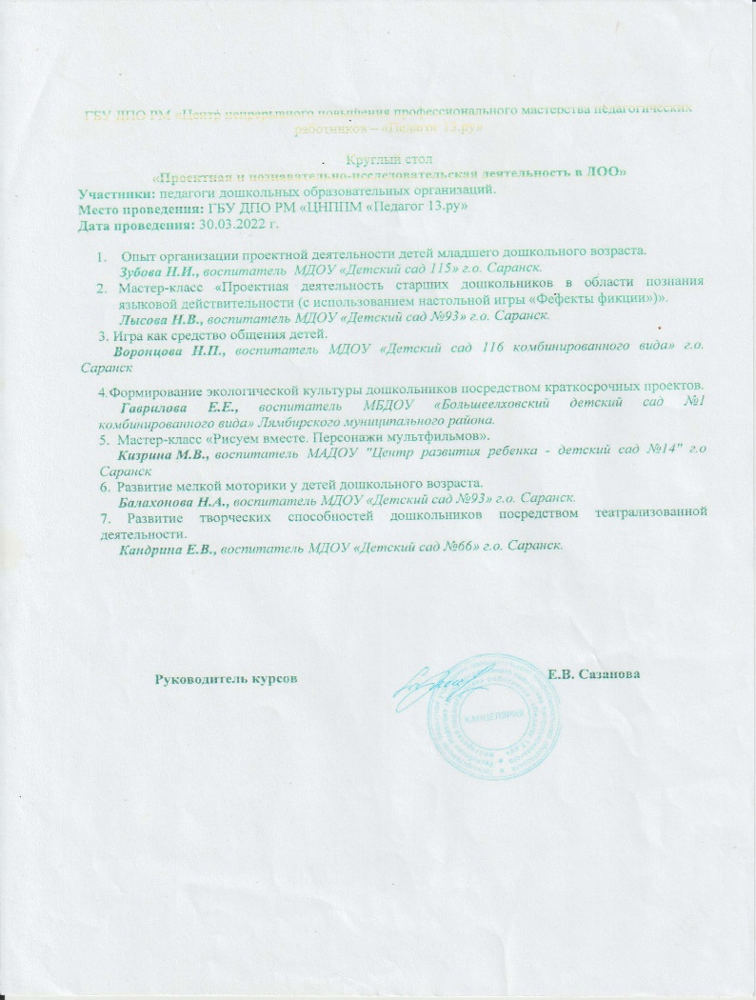 ГБУ ДПО РМ «Центр непрерывного повышения профессионального мастерства педагогических
работников – «Педагог 13.ру»
Круглый стол
«Проектная и познавательно-исследовательская деятельность в ДОО»
Участники: педагоги дошкольных образовательных организаций.
Место проведения: ГБУ ДПО РМ «ЦНППМ «Педагог 13.ру»
Дата проведения: 30.03.2022 г.
1. Опыт организации проектной деятельности детей младшего дошкольного возраста.
Зубова Н.И., воспитатель МДОУ «Детский сад 115» г.о. Саранск.
2. Мастер-класс «Проектная деятельность старших дошкольников в области познания
языковой действительности (с использованием настольной игры «Фефекты фикции»)».
Лысова Н.В., воспитатель МДОУ «Детский сад №93» г.о. Саранск.
3. Игра как средство общения детей.
Воронцова Н.П., воспитатель МДОУ «Детский сад 116 комбинированного вида» г.о.
Саранск
4.Формирование экологической культуры дошкольников посредством краткосрочных проектов.
Гаврилова Е.Е., воспитатель МБДОУ «Большеелховский детский сад №1
комбинированного вида» Лямбирского муниципального района.
5. Мастер-класс «Рисуем вместе. Персонажи мультфильмов».
Кизрина М.В., воспитатель МАДОУ "Центр развития ребенка - детский сад №14" г.о
Саранск
6. Развитие мелкой моторики у детей дошкольного возраста.
Балахонова Н.А., воспитатель МДОУ «Детский сад №93» г.о. Саранск.
7. Развитие творческих способностей дошкольников посредством театрализованной
деятельности.
Кандрина Е.В., воспитатель МДОУ «Детский сад №66» г.о. Саранск.
Руководитель курсов
Е.В. Сазанова
КАНЦЕЛЯРИЯ